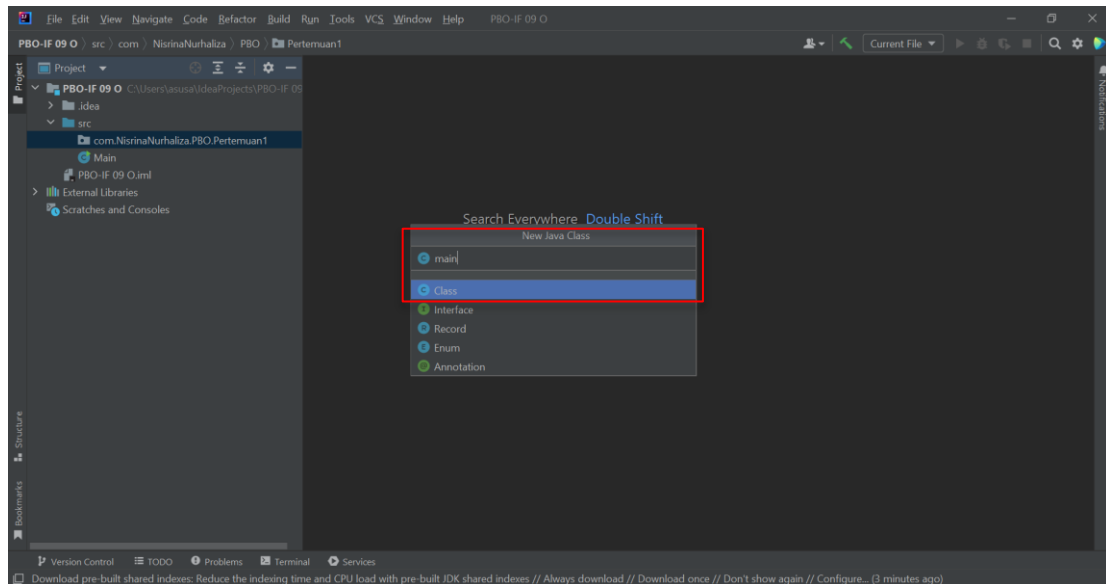 File Edit View Navigate Code Refactor Build Run Tools VCS Window Help PBO-IF 09 O
PBO-IF 09 O 〉 src 〉 com 〉 NisrinaNurhaliza 〉 PBO 〉 Pertemuan1 Current File
Project Project
PBO-IF 09 O C:\Users\asusa\IdeaProjects\PBO-IF 09
.idea
src
com.NisrinaNurhaliza.PBO.Pertemuan1
Main
PBO-IF 09 O.iml
External Libraries
Scratches and Consoles
Notifications
Search Everywhere Double Shift
New Java Class
main
Class
Interface
Record
Enum
Annotation
Structure
Bookmarks
Version Control TODO Problems Terminal Services
Download pre-built shared indexes: Reduce the indexing time and CPU load with pre-built JDK shared indexes // Always download // Download once // Don't show again // Configure... (3 minutes ago)